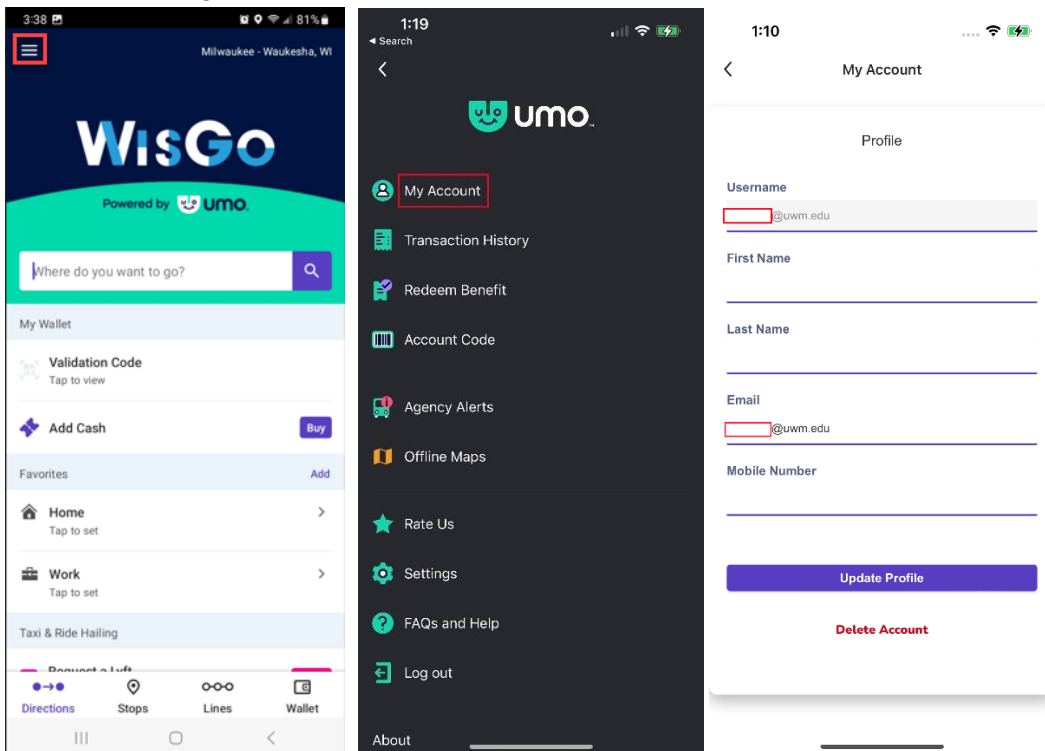 3:38
81%
Milwaukee - Waukesha, WI
WisGo
Powered by umo.
Where do you want to go?
My Wallet
Validation Code
Tap to view
Add Cash
Buy
Favorites
Add
Home
Tap to set
Work
Tap to set
Taxi & Ride Hailing
Request a Lyft
Directions
Stops
Lines
Wallet
1:19
Search
umo
My Account
Transaction History
Redeem Benefit
Account Code
Agency Alerts
Offline Maps
Rate Us
Settings
FAQs and Help
Log out
About
1:10
My Account
Profile
Username
@uwm.edu
First Name
Last Name
Email
@uwm.edu
Mobile Number
Update Profile
Delete Account